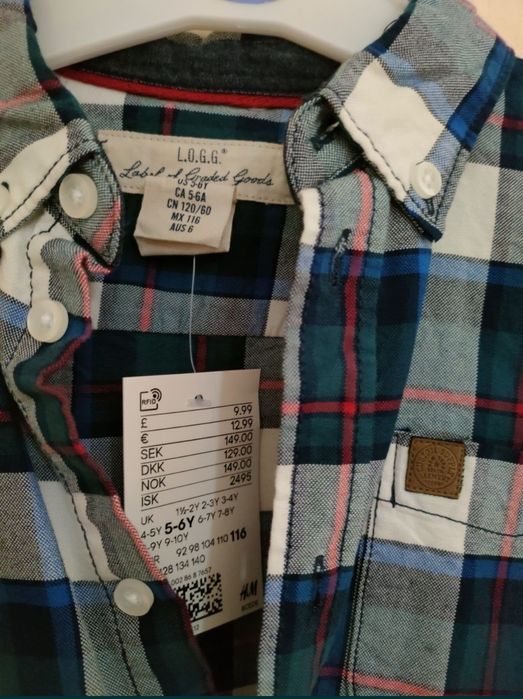 L.O.G.G.®
Label of Graded Goods
US 5-6Y
CA 5-6A
CN 120/60
MX 116
AUS 6
RFID
£ 9.99
€ 12.99
SEK 149.00
DKK 129.00
NOK 149.00
ISK 2495
UK 1½-2Y 2-3Y 3-4Y
4-5Y 5-6Y 6-7Y 7-8Y
9Y 9-10Y
R 92 98 104 110 116
28 134 140
H&M